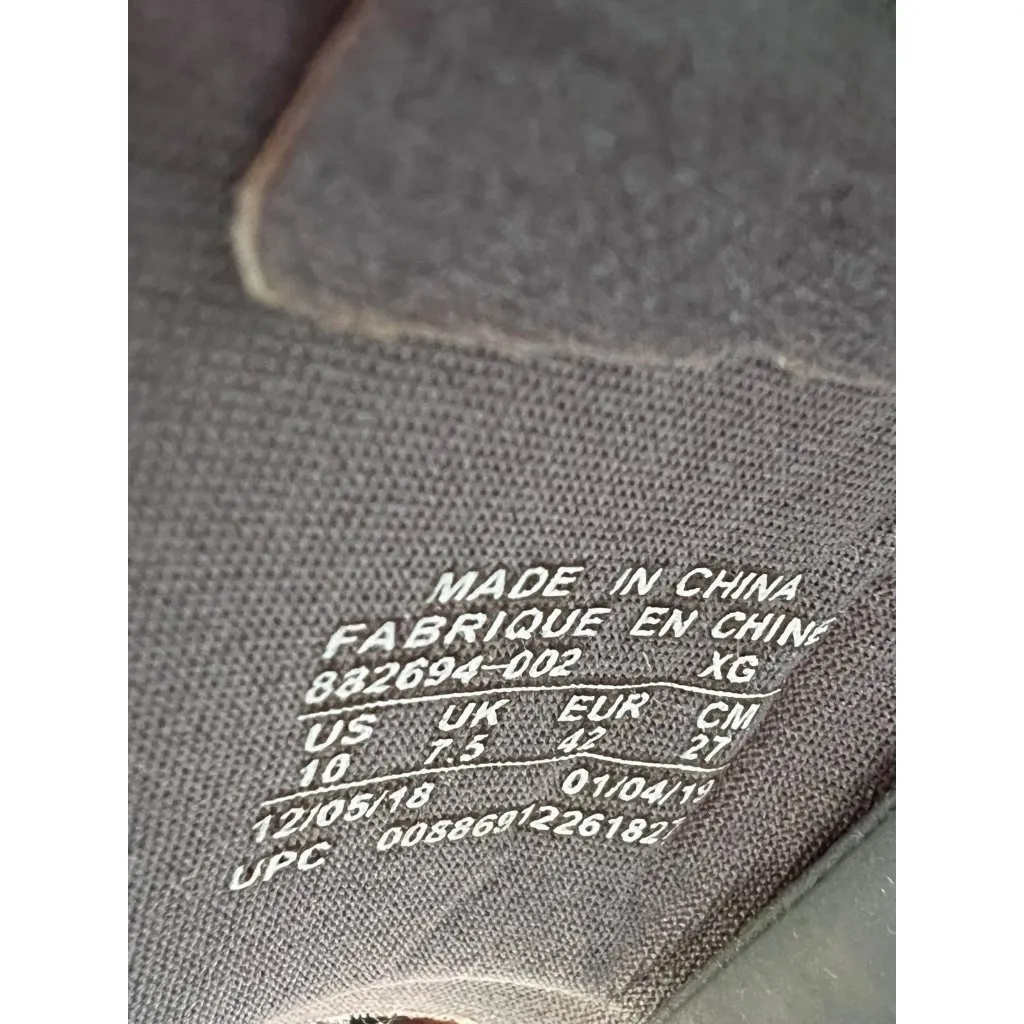 MADE IN CHINA
FABRIQUE EN CHINE
882694-002 XG
US UK EUR CM
10 7.5 42 27
12/05/18 01/04/19
UPC 00886912261827